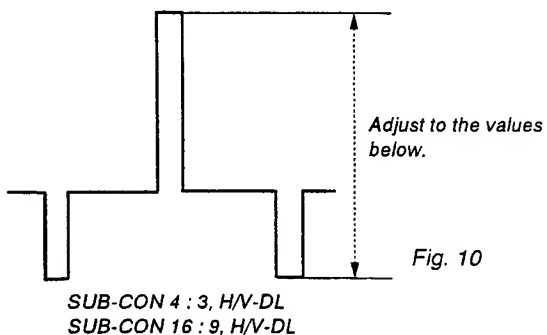 Adjust to the values
below.
Fig. 10
SUB-CON 4 : 3, H/V-DL
SUB-CON 16 : 9, H/V-DL